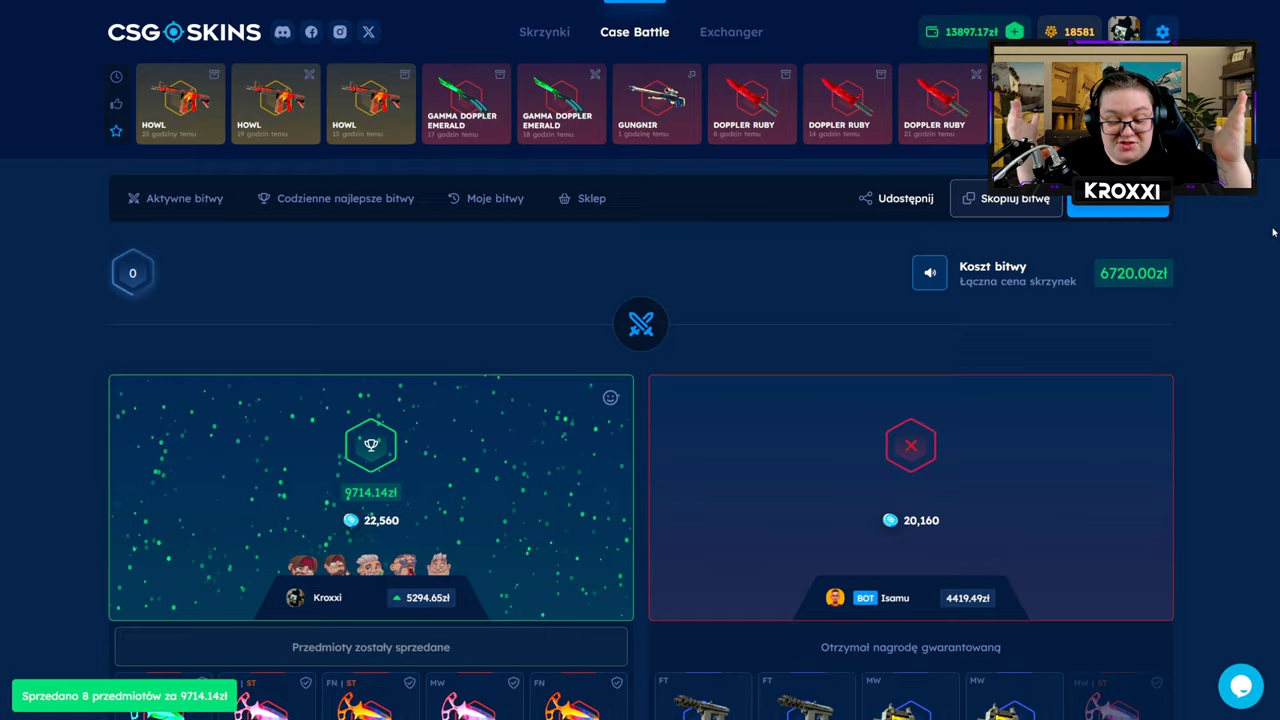 CSG SKINS
Skrzynki
Case Battle
Exchanger
13897.17zł
18581
HOWL
23 godziny temu
HOWL
19 godzin temu
HOWL
15 godzin temu
GAMMA DOPPLER
EMERALD
17 godzin temu
GAMMA DOPPLER
EMERALD
18 godzin temu
GUNGNIR
1 godzinę temu
DOPPLER RUBY
6 godzin temu
DOPPLER RUBY
14 godzin temu
DOPPLER RUBY
21 godzin temu
KROXXI
Aktywne bitwy
Codzienne najlepsze bitwy
Moje bitwy
Sklep
Udostępnij
Skopiuj bitwę
0
Koszt bitwy
Łączna cena skrzynek
6720.00zł
9714.14zł
22,560
20,160
Kroxxi
5294.65zł
BOT Isamu
4419.49zł
Przedmioty zostały sprzedane
Otrzymał nagrodę gwarantowaną
ST
FN | ST
MW
FN
FT
FT
MW
MW
MW | ST
Sprzedano 8 przedmiotów za 9714.14zł